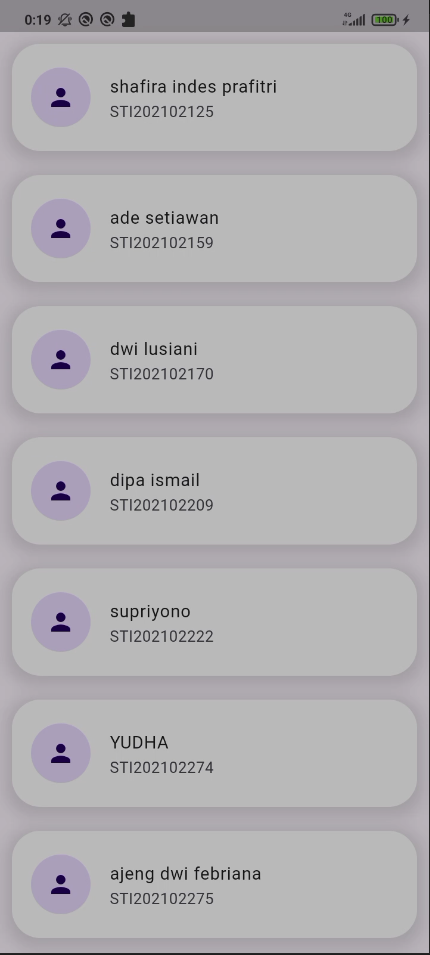 0:19
4G
100
shafira indes prafitri
STI202102125
ade setiawan
STI202102159
dwi lusiani
STI202102170
dipa ismail
STI202102209
supriyono
STI202102222
YUDHA
STI202102274
ajeng dwi febriana
STI202102275